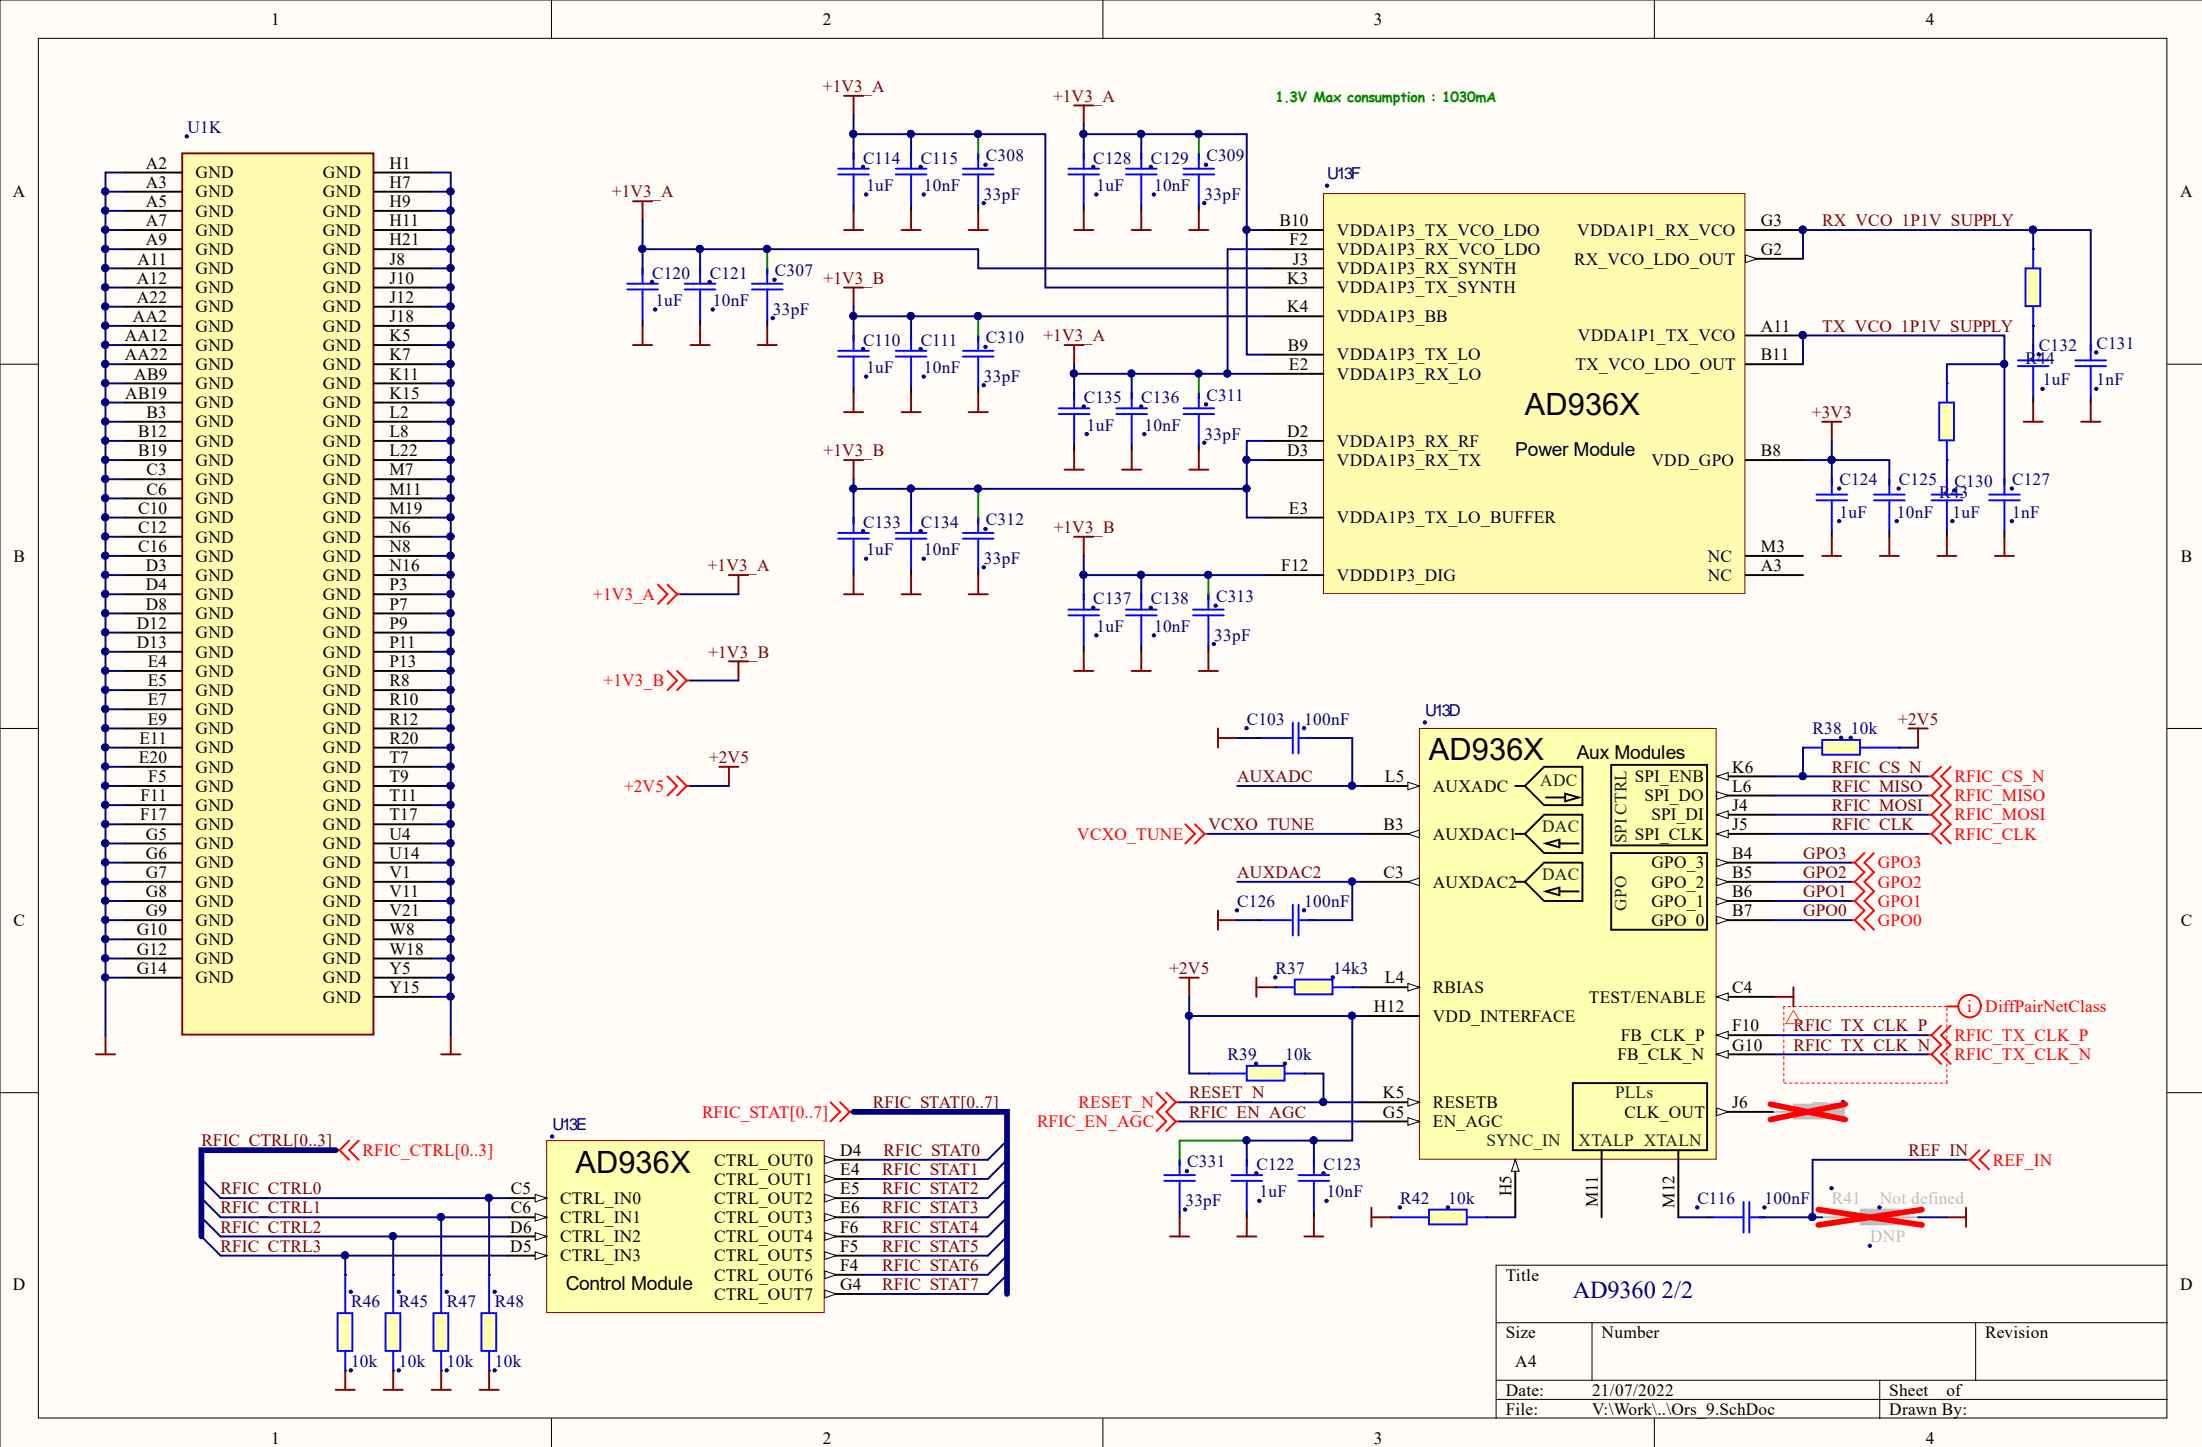 1 2 3 4
A
B
C
D
U1K
A2 GND GND H1
A3 GND GND H7
A5 GND GND H9
A7 GND GND H11
A9 GND GND H21
A11 GND GND J8
A12 GND GND J10
A22 GND GND J12
AA2 GND GND J18
AA12 GND GND K5
AA22 GND GND K7
AB9 GND GND K11
AB19 GND GND K15
B3 GND GND L2
B12 GND GND L8
B19 GND GND L22
C3 GND GND M7
C6 GND GND M11
C10 GND GND M19
C12 GND GND N6
C16 GND GND N8
D3 GND GND N16
D4 GND GND P3
D8 GND GND P7
D12 GND GND P9
D13 GND GND P11
E4 GND GND P13
E5 GND GND R8
E7 GND GND R10
E9 GND GND R12
E11 GND GND R20
E20 GND GND T7
F5 GND GND T9
F11 GND GND T11
F17 GND GND T17
G5 GND GND U4
G6 GND GND U14
G7 GND GND V1
G8 GND GND V11
G9 GND GND V21
G10 GND GND W8
G12 GND GND W18
G14 GND GND Y5
GND Y15
+1V3_A
C114 C115 C308
1uF 10nF 33pF
+1V3_A
C128 C129 C309
1uF 10nF 33pF
1.3V Max consumption : 1030mA
+1V3_A
C120 C121 C307
1uF 10nF 33pF
+1V3_B
C110 C111 C310
1uF 10nF 33pF
+1V3_A
C135 C136 C311
1uF 10nF 33pF
+1V3_B
C133 C134 C312
1uF 10nF 33pF
+1V3_B
C137 C138 C313
1uF 10nF 33pF
+1V3_A +1V3_A
+1V3_B +1V3_B
+2V5 +2V5
U13F
B10 VDDA1P3_TX_VCO_LDO
F2 VDDA1P3_RX_VCO_LDO
J3 VDDA1P3_RX_SYNTH
K3 VDDA1P3_TX_SYNTH
K4 VDDA1P3_BB
B9 VDDA1P3_TX_LO
E2 VDDA1P3_RX_LO
D2 VDDA1P3_RX_RF
D3 VDDA1P3_RX_TX
E3 VDDA1P3_TX_LO_BUFFER
F12 VDDD1P3_DIG
AD936X
Power Module
VDDA1P1_RX_VCO G3 RX_VCO_1P1V_SUPPLY
RX_VCO_LDO_OUT G2
VDDA1P1_TX_VCO A11 TX_VCO_1P1V_SUPPLY
TX_VCO_LDO_OUT B11
VDD_GPO B8
NC M3
NC A3
R44 C132 C131
1uF 1nF
+3V3
C124 C125 R43 C130 C127
1uF 10nF 1uF 1nF
U13D
AD936X Aux Modules
C103 100nF
AUXADC L5 AUXADC ADC
VCXO_TUNE VCXO_TUNE B3 AUXDAC1 DAC
AUXDAC2 C3 AUXDAC2 DAC
C126 100nF
+2V5
R37 14k3 L4 RBIAS
H12 VDD_INTERFACE
R39 10k
RESET_N RESET_N K5 RESETB
RFIC_EN_AGC RFIC_EN_AGC G5 EN_AGC
C331 C122 C123
33pF 1uF 10nF
R38 10k +2V5
SPI CTRL
SPI_ENB K6 RFIC_CS_N RFIC_CS_N
SPI_DO L6 RFIC_MISO RFIC_MISO
SPI_DI J4 RFIC_MOSI RFIC_MOSI
SPI_CLK J5 RFIC_CLK RFIC_CLK
GPO
GPO_3 B4 GPO3 GPO3
GPO_2 B5 GPO2 GPO2
GPO_1 B6 GPO1 GPO1
GPO_0 B7 GPO0 GPO0
TEST/ENABLE C4
i DiffPairNetClass
FB_CLK_P F10 RFIC_TX_CLK_P RFIC_TX_CLK_P
FB_CLK_N G10 RFIC_TX_CLK_N RFIC_TX_CLK_N
PLLs
CLK_OUT J6
SYNC_IN XTALP XTALN
H5 M11 M12
R42 10k
C116 100nF
REF_IN REF_IN
R41 Not defined
DNP
RFIC_STAT[0..7] RFIC_STAT[0..7]
RFIC_CTRL[0..3] RFIC_CTRL[0..3]
U13E
AD936X
Control Module
RFIC_CTRL0 C5 CTRL_IN0
RFIC_CTRL1 C6 CTRL_IN1
RFIC_CTRL2 D6 CTRL_IN2
RFIC_CTRL3 D5 CTRL_IN3
CTRL_OUT0 D4 RFIC_STAT0
CTRL_OUT1 E4 RFIC_STAT1
CTRL_OUT2 E5 RFIC_STAT2
CTRL_OUT3 E6 RFIC_STAT3
CTRL_OUT4 F6 RFIC_STAT4
CTRL_OUT5 F5 RFIC_STAT5
CTRL_OUT6 F4 RFIC_STAT6
CTRL_OUT7 G4 RFIC_STAT7
R46 R45 R47 R48
10k 10k 10k 10k
Title
AD9360 2/2
Size Number Revision
A4
Date: 21/07/2022 Sheet of
File: V:\Work\..\Ors_9.SchDoc Drawn By:
A
B
C
D
1 2 3 4